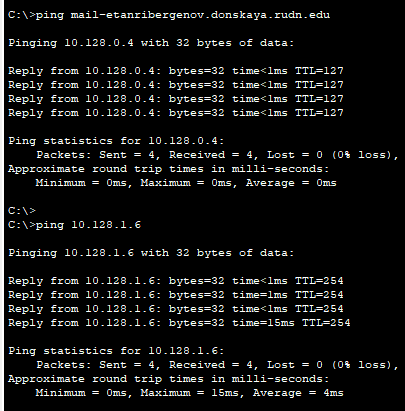 C:\>ping mail-etanribergenov.donskaya.rudn.edu
Pinging 10.128.0.4 with 32 bytes of data:
Reply from 10.128.0.4: bytes=32 time<1ms TTL=127
Reply from 10.128.0.4: bytes=32 time<1ms TTL=127
Reply from 10.128.0.4: bytes=32 time<1ms TTL=127
Reply from 10.128.0.4: bytes=32 time<1ms TTL=127
Ping statistics for 10.128.0.4:
Packets: Sent = 4, Received = 4, Lost = 0 (0% loss),
Approximate round trip times in milli-seconds:
Minimum = 0ms, Maximum = 0ms, Average = 0ms
C:\>
C:\>ping 10.128.1.6
Pinging 10.128.1.6 with 32 bytes of data:
Reply from 10.128.1.6: bytes=32 time<1ms TTL=254
Reply from 10.128.1.6: bytes=32 time=1ms TTL=254
Reply from 10.128.1.6: bytes=32 time<1ms TTL=254
Reply from 10.128.1.6: bytes=32 time=15ms TTL=254
Ping statistics for 10.128.1.6:
Packets: Sent = 4, Received = 4, Lost = 0 (0% loss),
Approximate round trip times in milli-seconds:
Minimum = 0ms, Maximum = 15ms, Average = 4ms